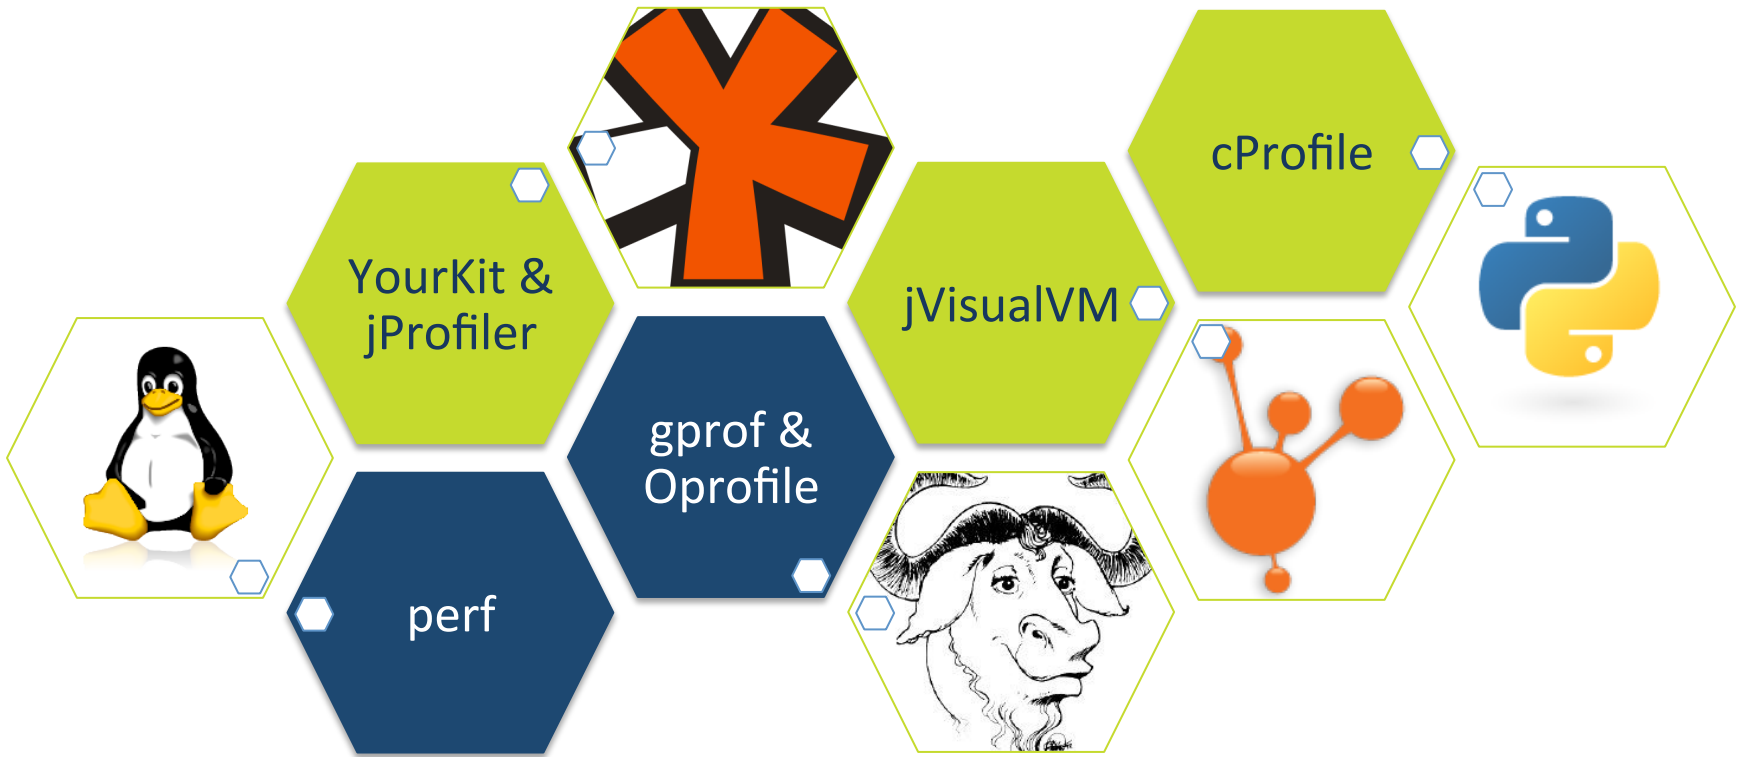 YourKit &
jProfiler
perf
gprof &
Oprofile
jVisualVM
cProfile